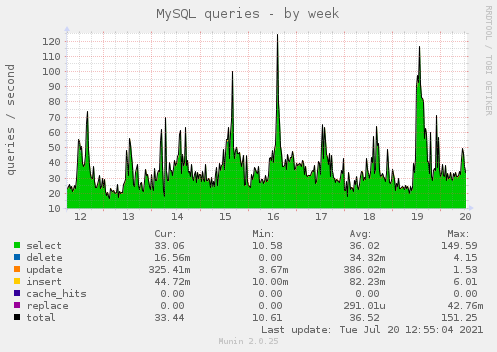 MySQL queries - by week
RRDTOOL / TOBI OETIKER
queries / second
120
110
100
90
80
70
60
50
40
30
20
10
12 13 14 15 16 17 18 19 20
Cur: Min: Avg: Max:
select 33.06 10.58 36.02 149.59
delete 16.56m 0.00 34.32m 4.15
update 325.41m 3.67m 386.02m 1.53
insert 44.72m 10.00m 82.23m 6.01
cache_hits 0.00 0.00 0.00 0.00
replace 0.00 0.00 291.01u 42.76m
total 33.44 10.61 36.52 151.25
Last update: Tue Jul 20 12:55:04 2021
Munin 2.0.25